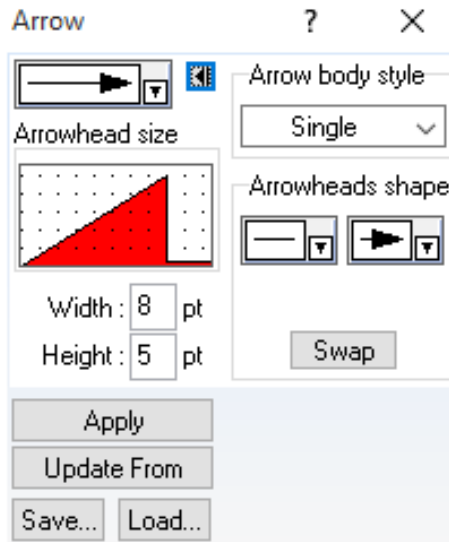 Arrow ?
Arrow body style
Single
Arrowhead size
Arrowheads shape
Width : 8 pt
Height : 5 pt
Swap
Apply
Update From
Save... Load...